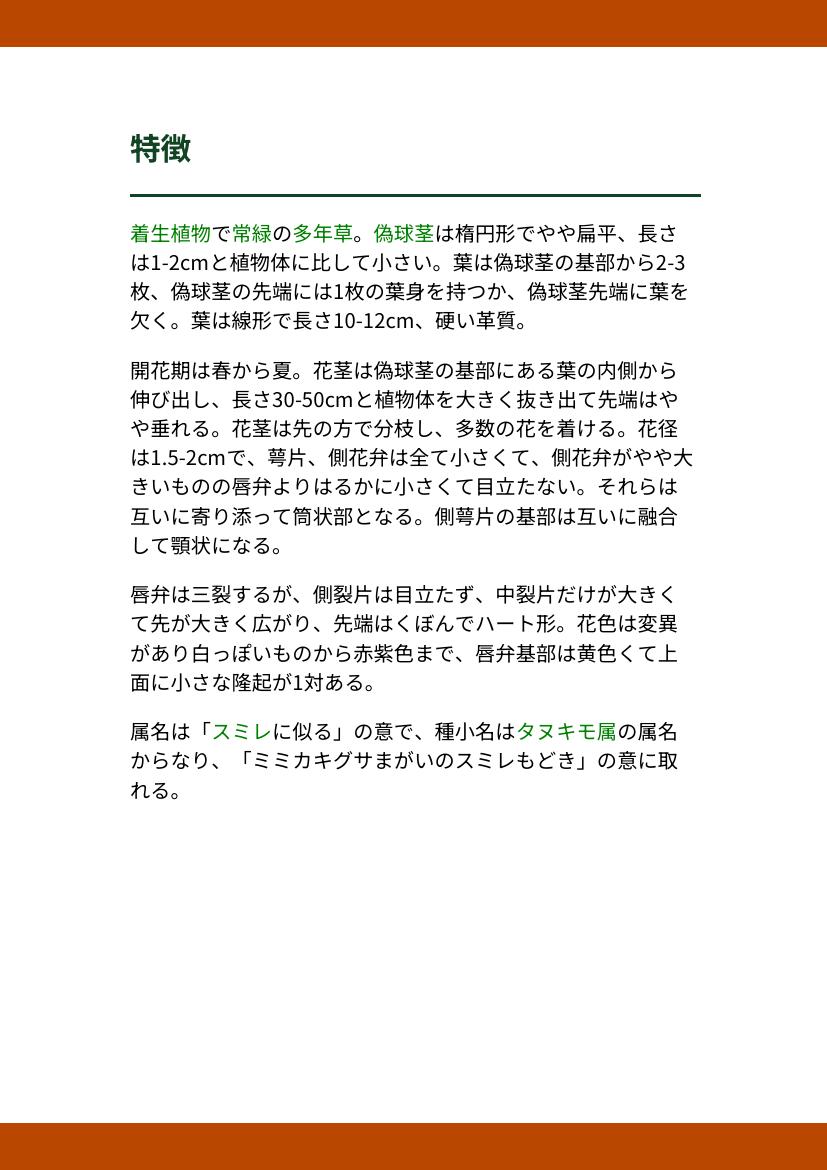 特徴
着生植物で常緑の多年草。偽球茎は楕円形でやや扁平、長さ
は1-2cmと植物体に比して小さい。葉は偽球茎の基部から2-3
枚、偽球茎の先端には1枚の葉身を持つか、偽球茎先端に葉を
欠く。葉は線形で長さ10-12cm、硬い革質。
開花期は春から夏。花茎は偽球茎の基部にある葉の内側から
伸び出し、長さ30-50cmと植物体を大きく抜き出て先端はや
や垂れる。花茎は先の方で分枝し、多数の花を着ける。花径
は1.5-2cmで、萼片、側花弁は全て小さくて、側花弁がやや大
きいものの唇弁よりはるかに小さくて目立たない。それらは
互いに寄り添って筒状部となる。側萼片の基部は互いに融合
して顎状になる。
唇弁は三裂するが、側裂片は目立たず、中裂片だけが大きく
て先が大きく広がり、先端はくぼんでハート形。花色は変異
があり白っぽいものから赤紫色まで、唇弁基部は黄色くて上
面に小さな隆起が1対ある。
属名は「スミレに似る」の意で、種小名はタヌキモ属の属名
からなり、「ミミカキグサまがいのスミレもどき」の意に取
れる。